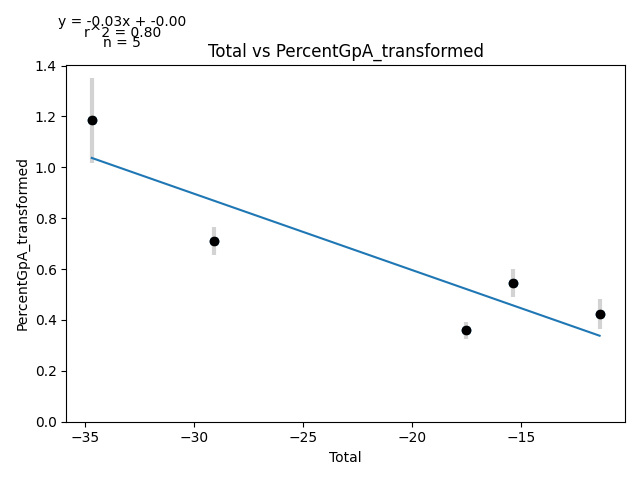 y = -0.03x + -0.00
r^2 = 0.80
n = 5
Total vs PercentGpA_transformed
1.4
1.2
1.0
0.8
0.6
0.4
0.2
0.0
PercentGpA_transformed
−35 −30 −25 −20 −15
Total